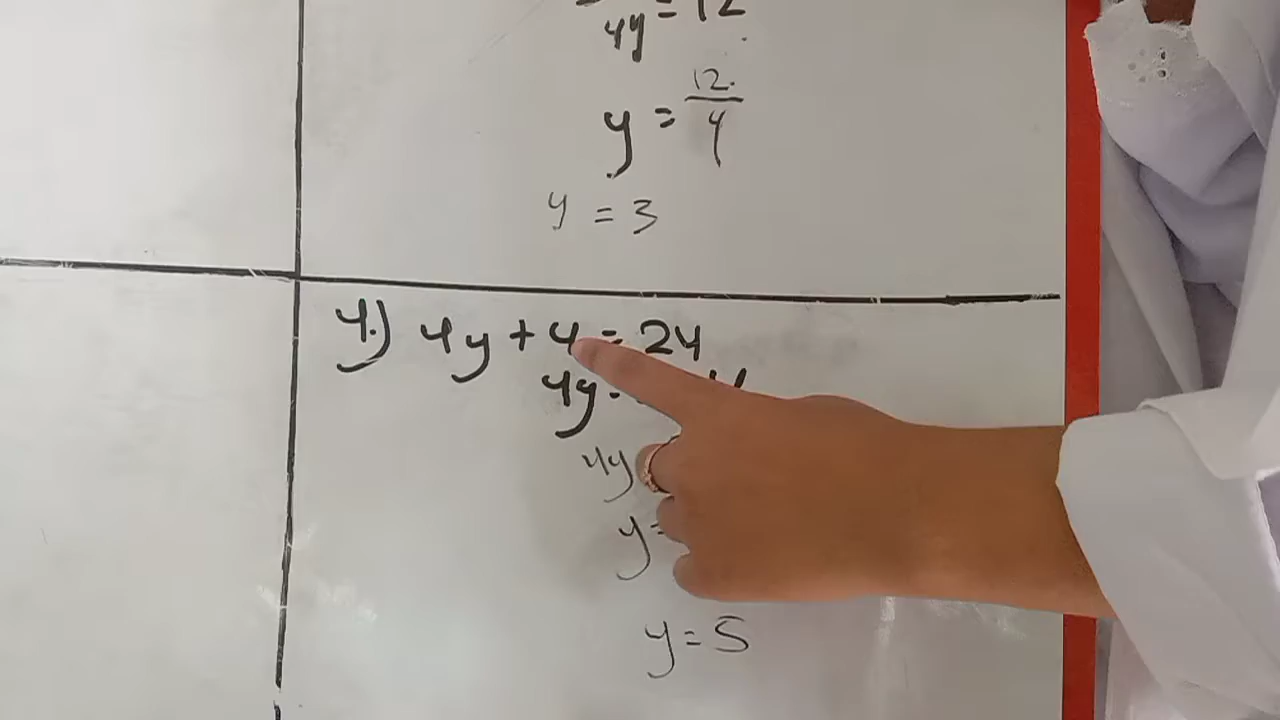 4y = 12
y = 12/4
y = 3
4.) 4y + 4 = 24
4y
4y
y =
y = 5